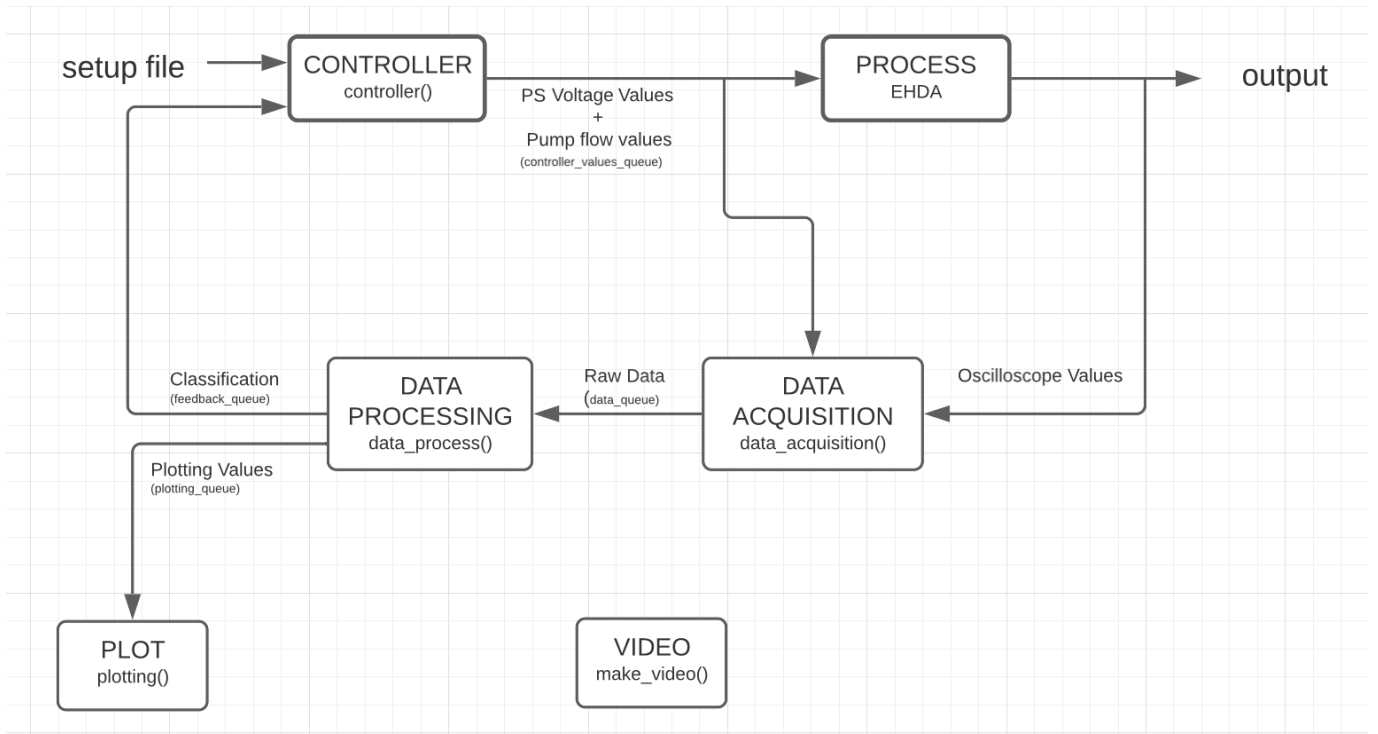 setup file
CONTROLLER
controller()
PS Voltage Values
+
Pump flow values
(controller_values_queue)
PROCESS
EHDA
output
Classification
(feedback_queue)
DATA
PROCESSING
data_process()
Raw Data
(data_queue)
DATA
ACQUISITION
data_acquisition()
Oscilloscope Values
Plotting Values
(plotting_queue)
PLOT
plotting()
VIDEO
make_video()